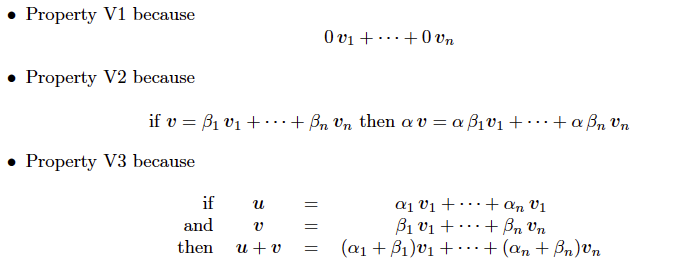 • Property V1 because
0 v₁ + ··· + 0 vₙ
• Property V2 because
if v = β₁ v₁ + ··· + βₙ vₙ then α v = α β₁v₁ + ··· + α βₙ vₙ
• Property V3 because
if u = α₁ v₁ + ··· + αₙ v₁
and v = β₁ v₁ + ··· + βₙ vₙ
then u + v = (α₁ + β₁)v₁ + ··· + (αₙ + βₙ)vₙ